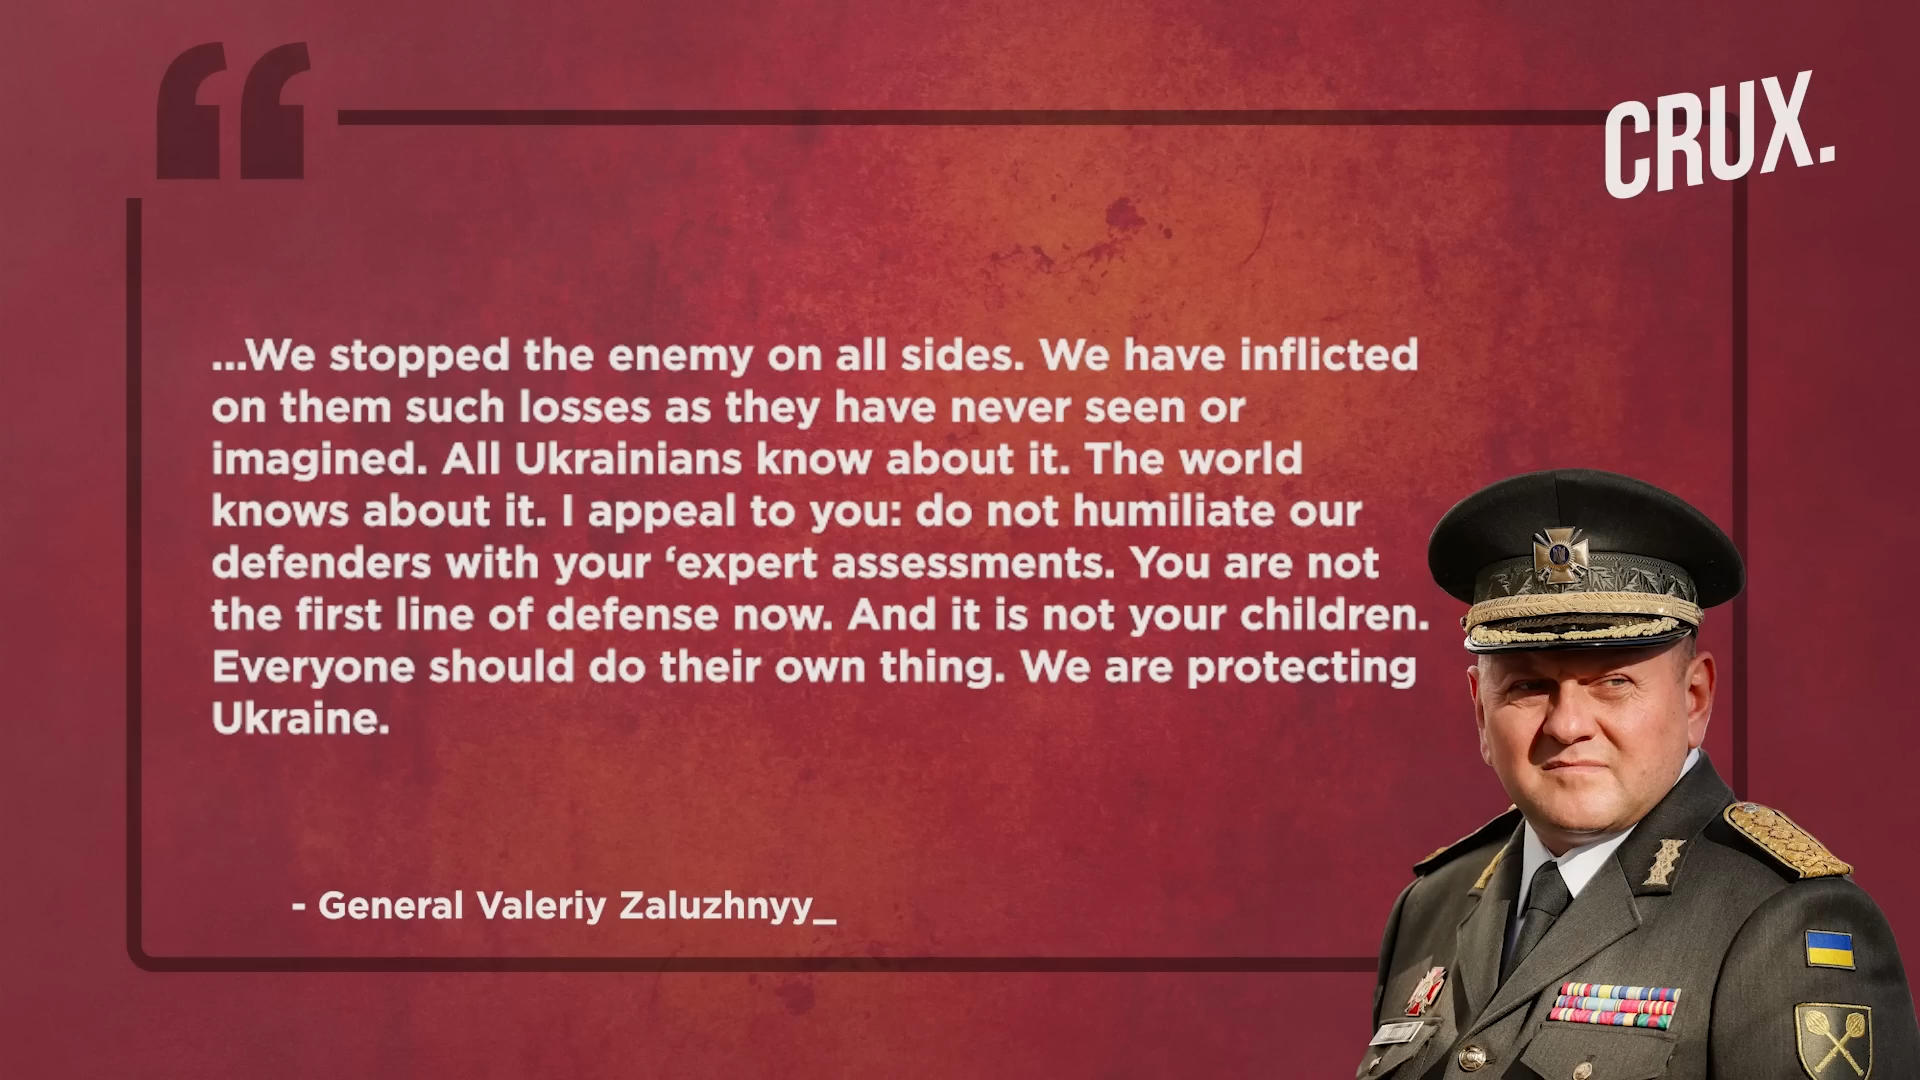 CRUX.
...We stopped the enemy on all sides. We have inflicted
on them such losses as they have never seen or
imagined. All Ukrainians know about it. The world
knows about it. I appeal to you: do not humiliate our
defenders with your ‘expert assessments. You are not
the first line of defense now. And it is not your children.
Everyone should do their own thing. We are protecting
Ukraine.
- General Valeriy Zaluzhnyy_